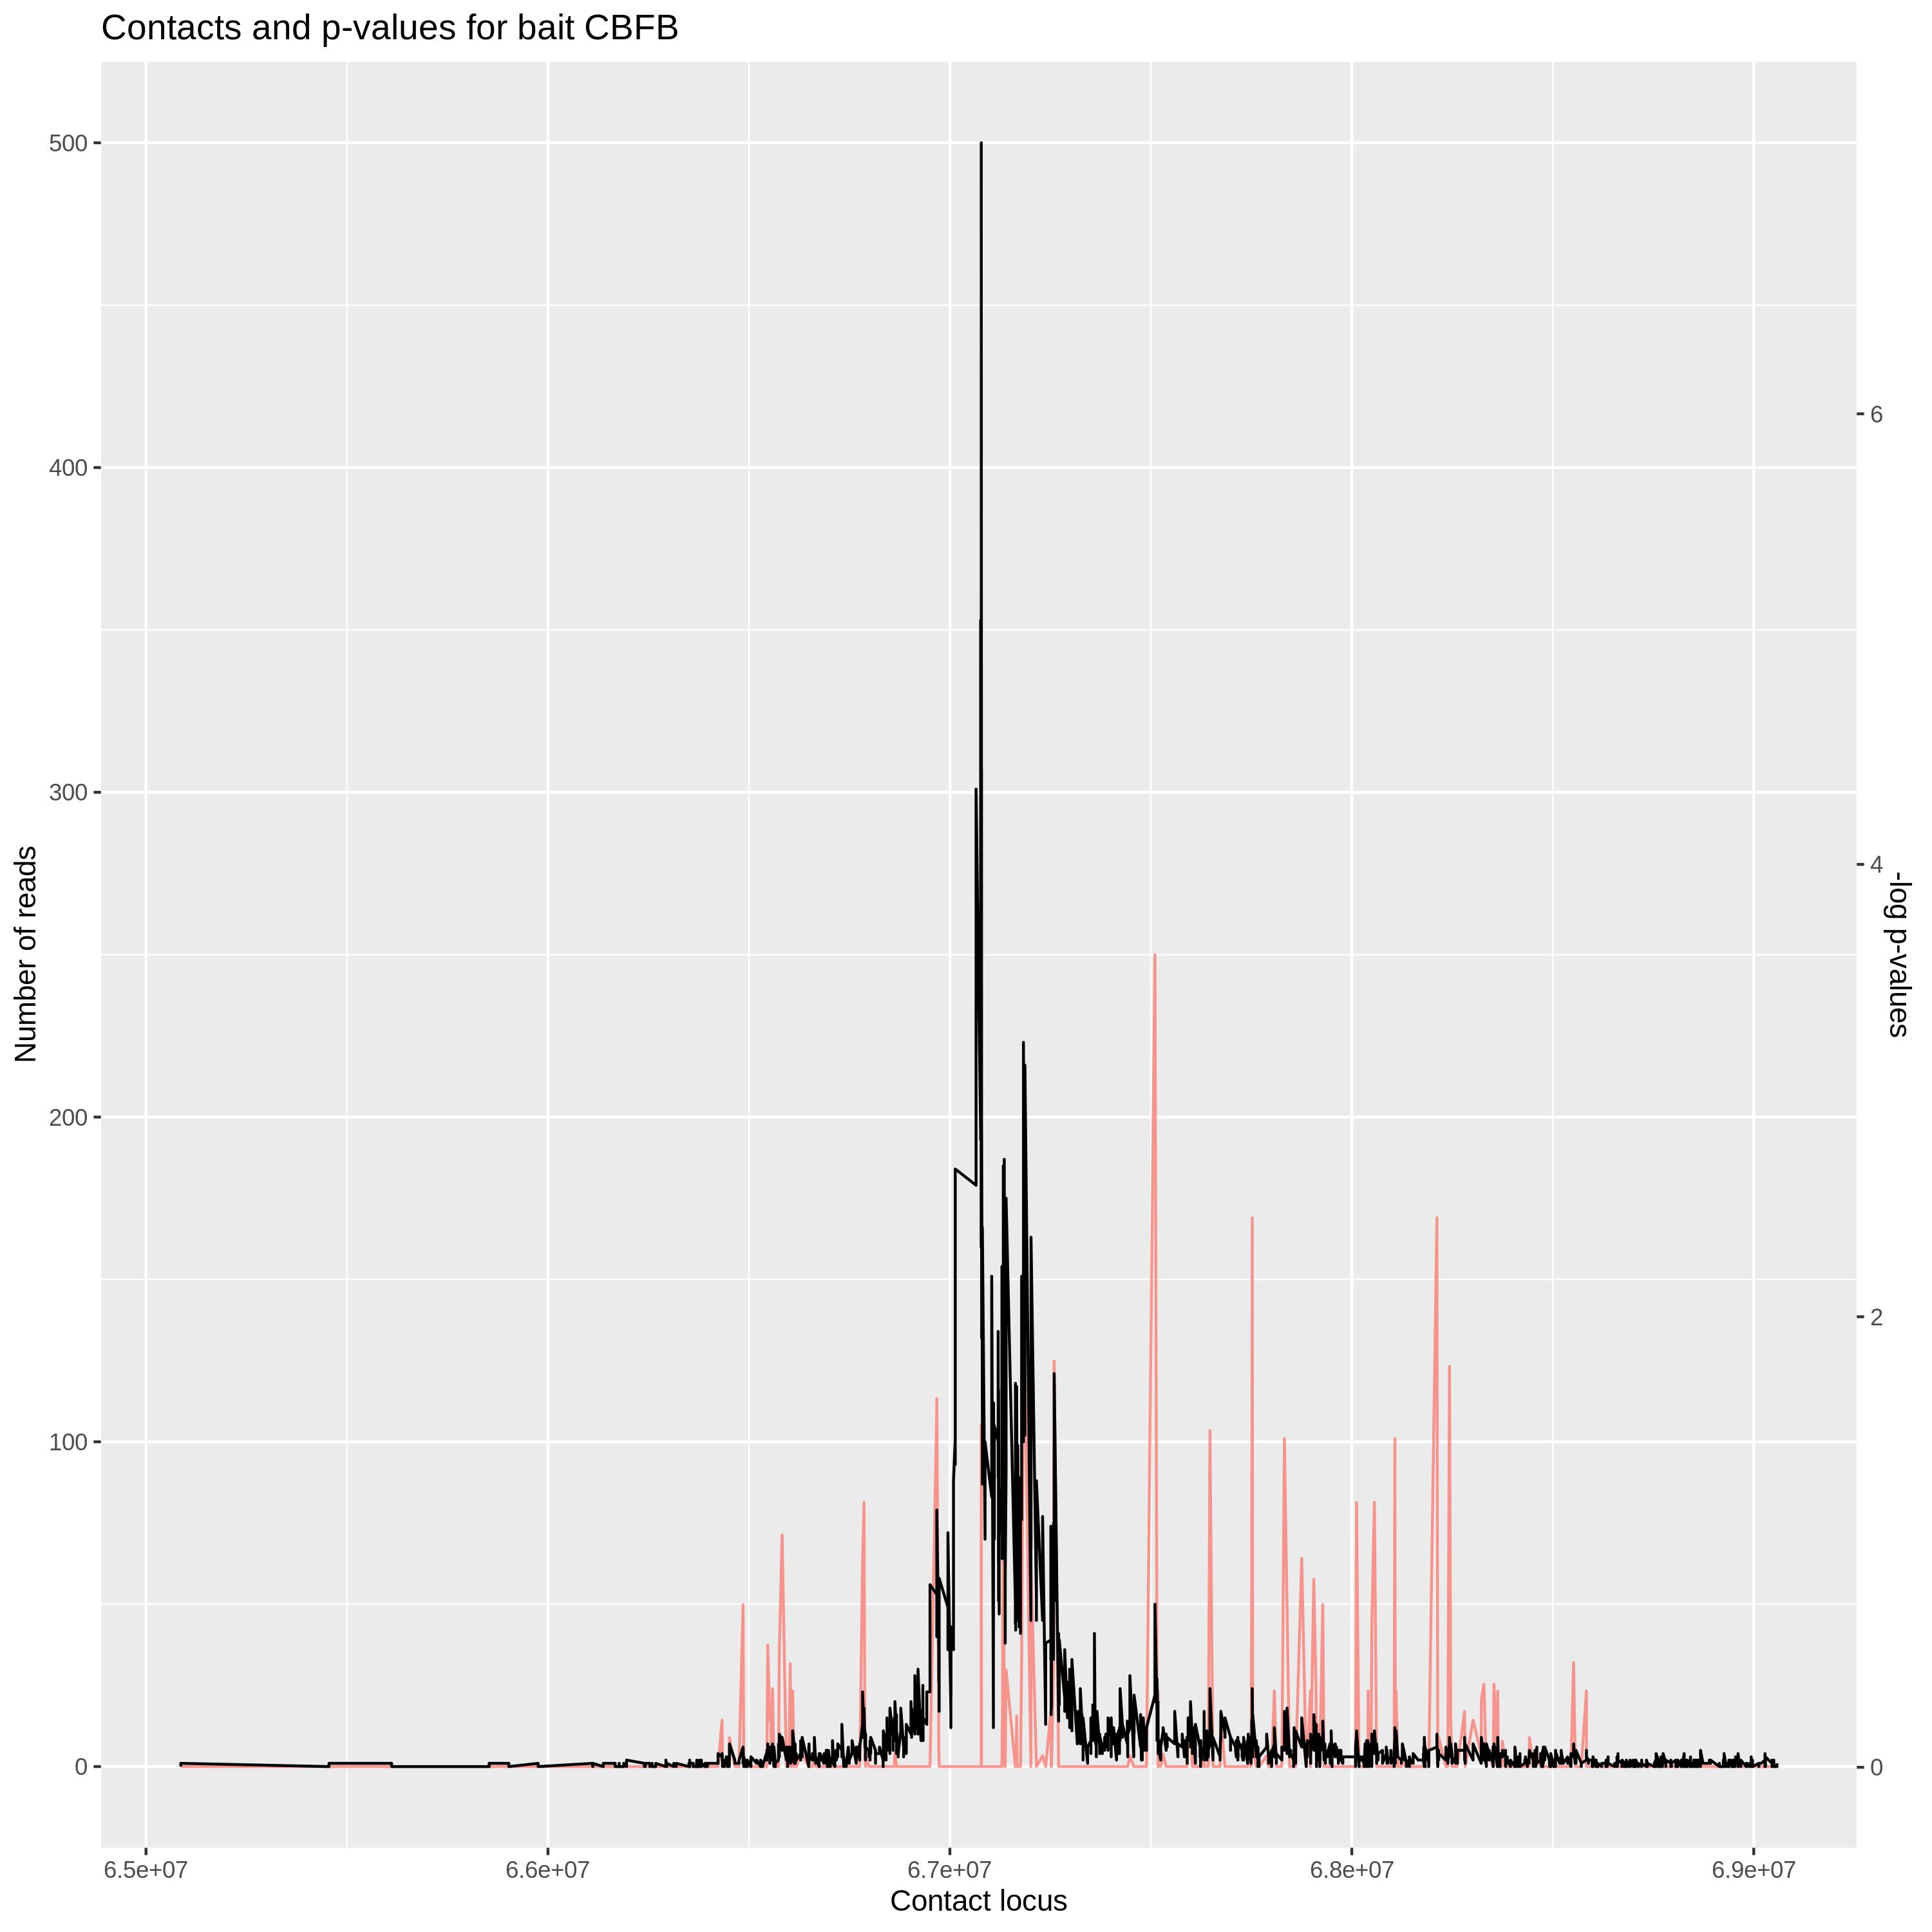 Contacts and p-values for bait CBFB
500
400
300
200
100
0
Number of reads
6
4
2
0
-log p-values
6.5e+07 6.6e+07 6.7e+07 6.8e+07 6.9e+07
Contact locus